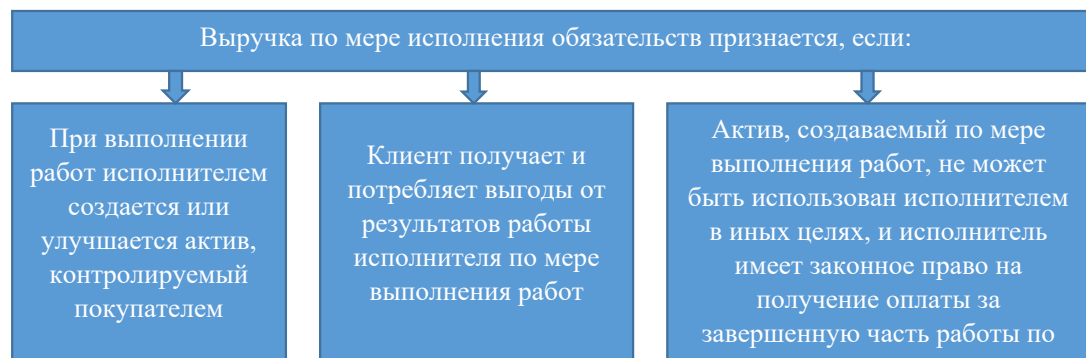 Выручка по мере исполнения обязательств признается, если:
При выполнении
работ исполнителем
создается или
улучшается актив,
контролируемый
покупателем
Клиент получает и
потребляет выгоды от
результатов работы
исполнителя по мере
выполнения работ
Актив, создаваемый по мере
выполнения работ, не может
быть использован исполнителем
в иных целях, и исполнитель
имеет законное право на
получение оплаты за
завершенную часть работы по